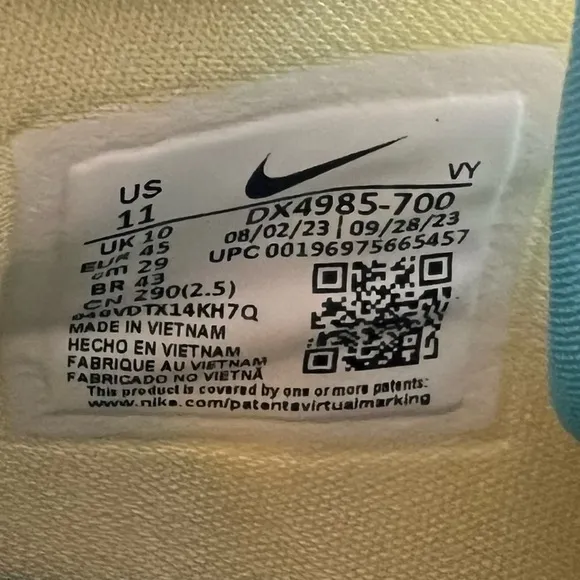 US
11
VY
UK 10
EUR 45
cm 29
BR 43
CN 290(2.5)
DX4985-700
08/02/23 | 09/28/23
UPC 00196975665457
MADE IN VIETNAM
HECHO EN VIETNAM
FABRIQUE AU VIETNAM
FABRICADO NO VIETNÃ
This product is covered by one or more patents:
www.nike.com/patentsvirtualmarking